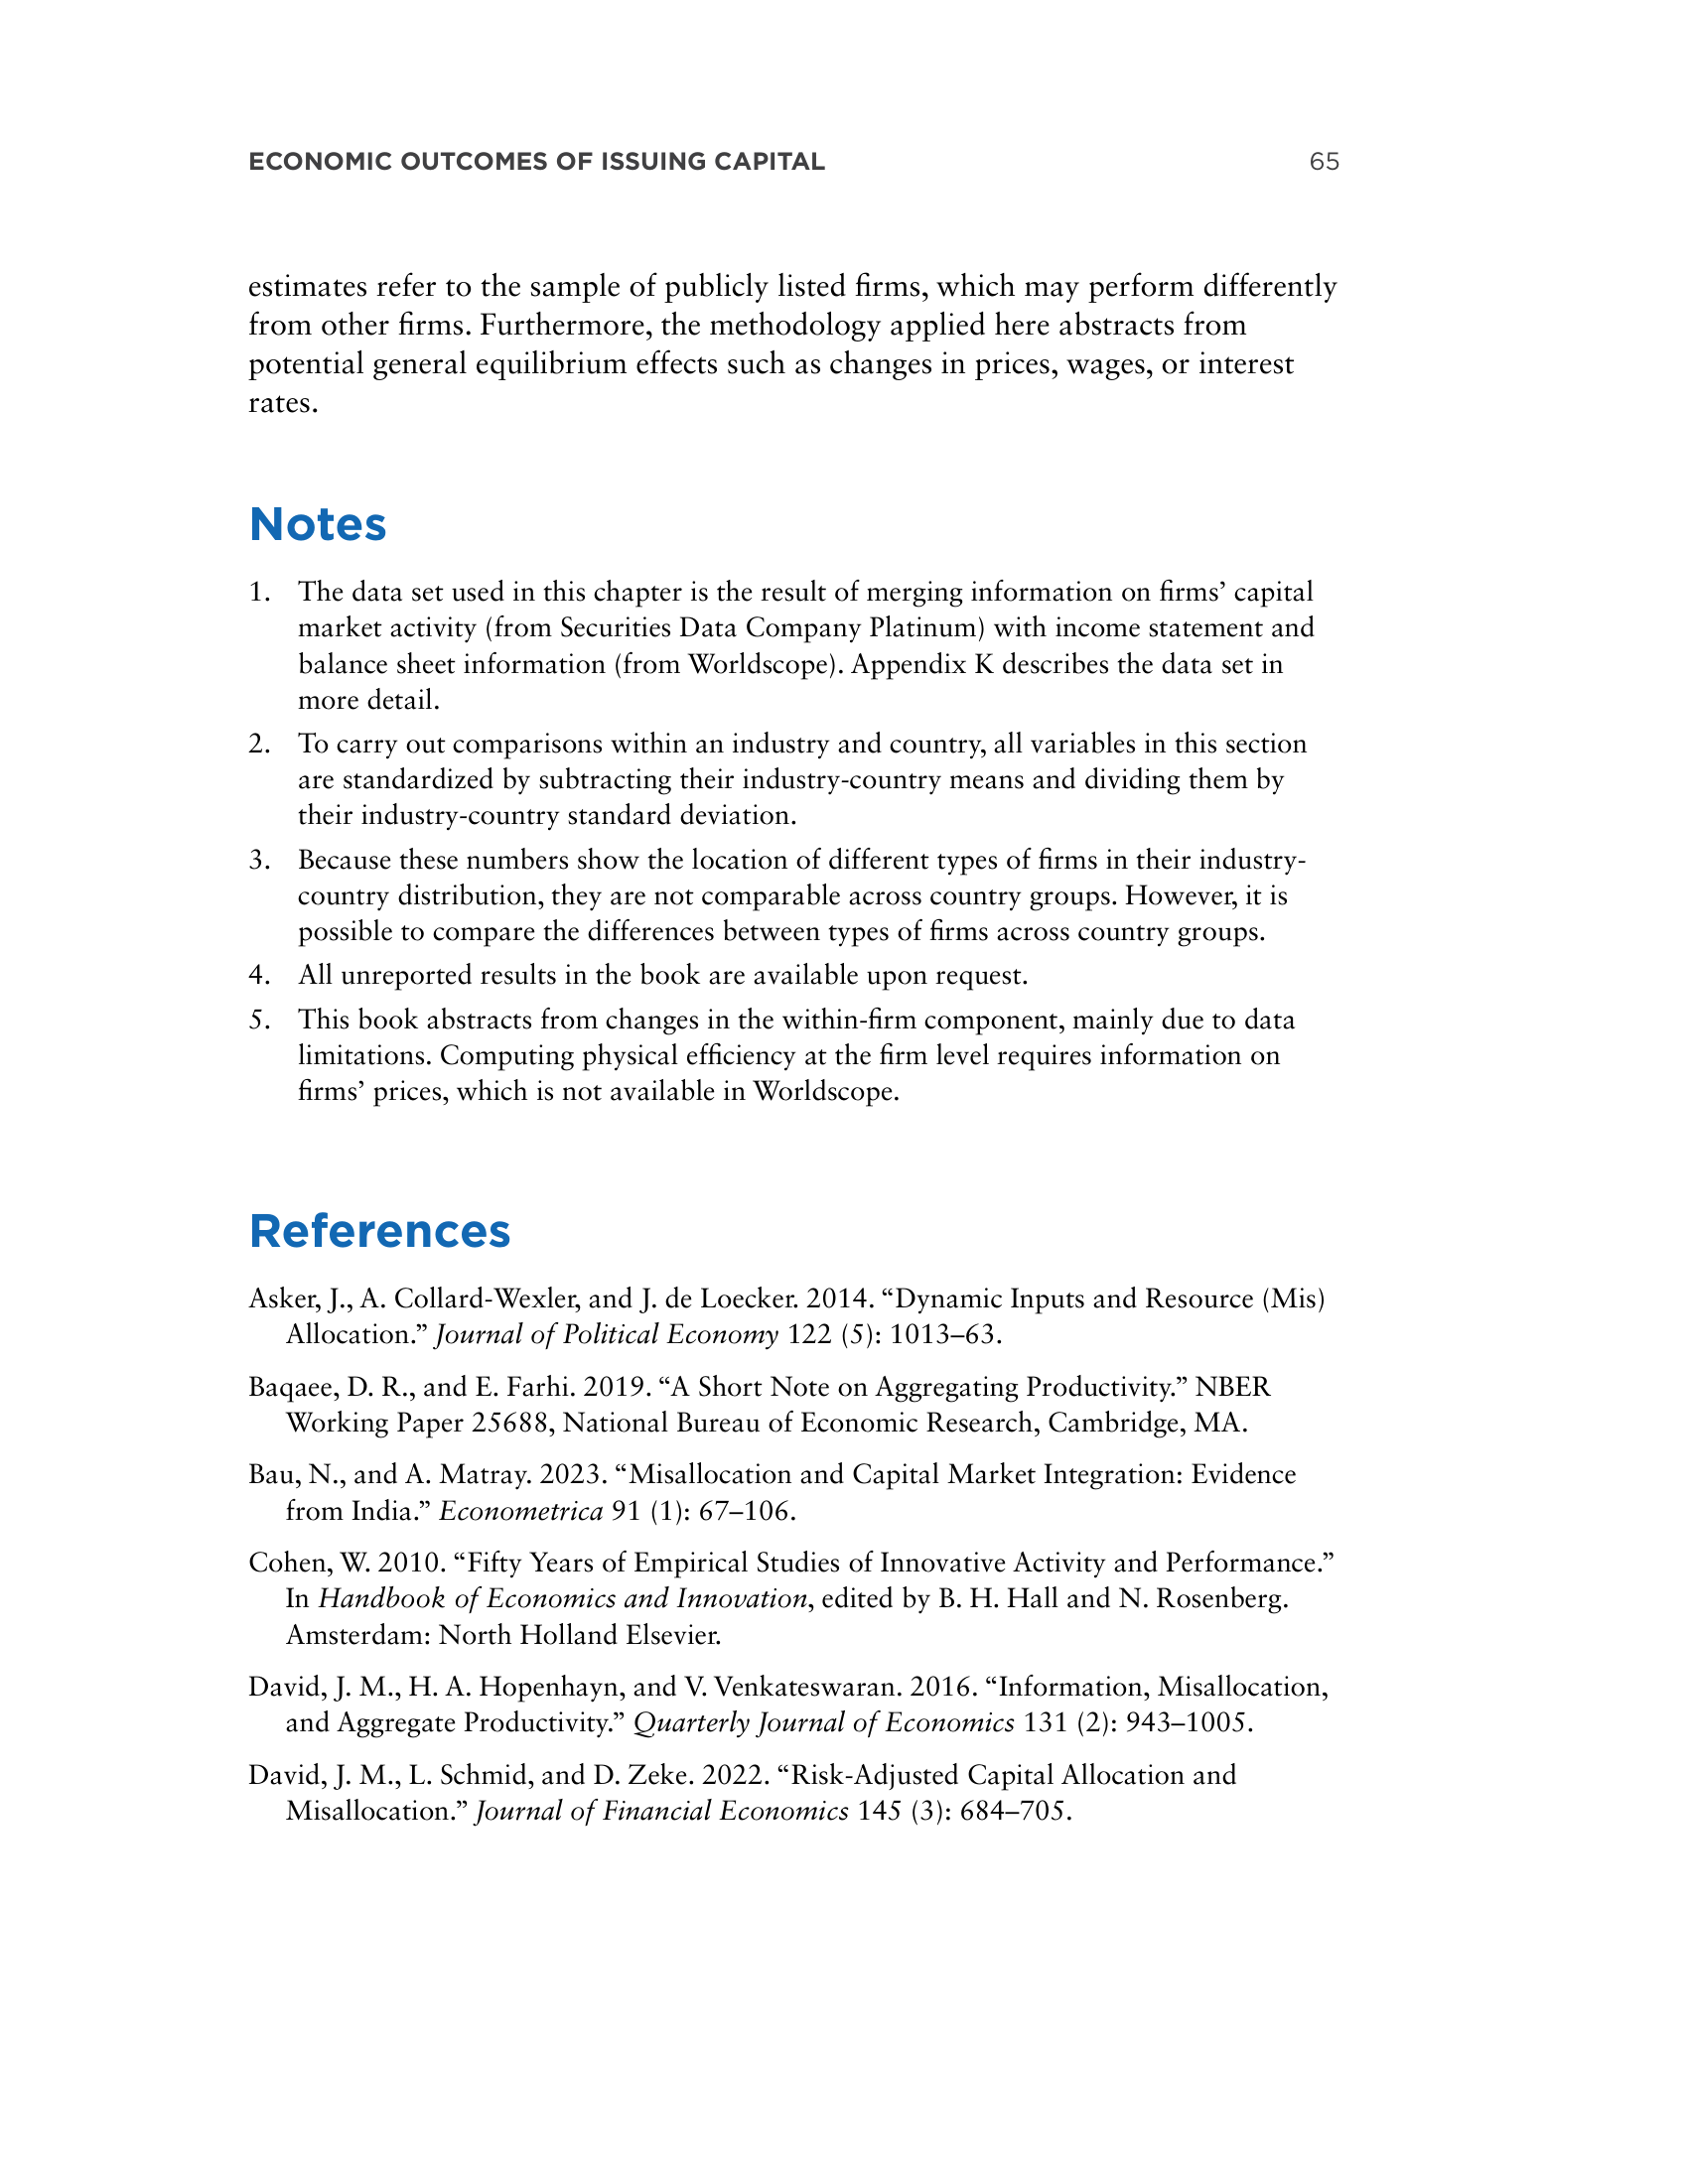 ECONOMIC OUTCOMES OF ISSUING CAPITAL 65
estimates refer to the sample of publicly listed firms, which may perform differently
from other firms. Furthermore, the methodology applied here abstracts from
potential general equilibrium effects such as changes in prices, wages, or interest
rates.
Notes
1. The data set used in this chapter is the result of merging information on firms’ capital
market activity (from Securities Data Company Platinum) with income statement and
balance sheet information (from Worldscope). Appendix K describes the data set in
more detail.
2. To carry out comparisons within an industry and country, all variables in this section
are standardized by subtracting their industry-country means and dividing them by
their industry-country standard deviation.
3. Because these numbers show the location of different types of firms in their industry-
country distribution, they are not comparable across country groups. However, it is
possible to compare the differences between types of firms across country groups.
4. All unreported results in the book are available upon request.
5. This book abstracts from changes in the within-firm component, mainly due to data
limitations. Computing physical efficiency at the firm level requires information on
firms’ prices, which is not available in Worldscope.
References
Asker, J., A. Collard-Wexler, and J. de Loecker. 2014. “Dynamic Inputs and Resource (Mis)
Allocation.” Journal of Political Economy 122 (5): 1013–63.
Baqaee, D. R., and E. Farhi. 2019. “A Short Note on Aggregating Productivity.” NBER
Working Paper 25688, National Bureau of Economic Research, Cambridge, MA.
Bau, N., and A. Matray. 2023. “Misallocation and Capital Market Integration: Evidence
from India.” Econometrica 91 (1): 67–106.
Cohen, W. 2010. “Fifty Years of Empirical Studies of Innovative Activity and Performance.”
In Handbook of Economics and Innovation, edited by B. H. Hall and N. Rosenberg.
Amsterdam: North Holland Elsevier.
David, J. M., H. A. Hopenhayn, and V. Venkateswaran. 2016. “Information, Misallocation,
and Aggregate Productivity.” Quarterly Journal of Economics 131 (2): 943–1005.
David, J. M., L. Schmid, and D. Zeke. 2022. “Risk-Adjusted Capital Allocation and
Misallocation.” Journal of Financial Economics 145 (3): 684–705.